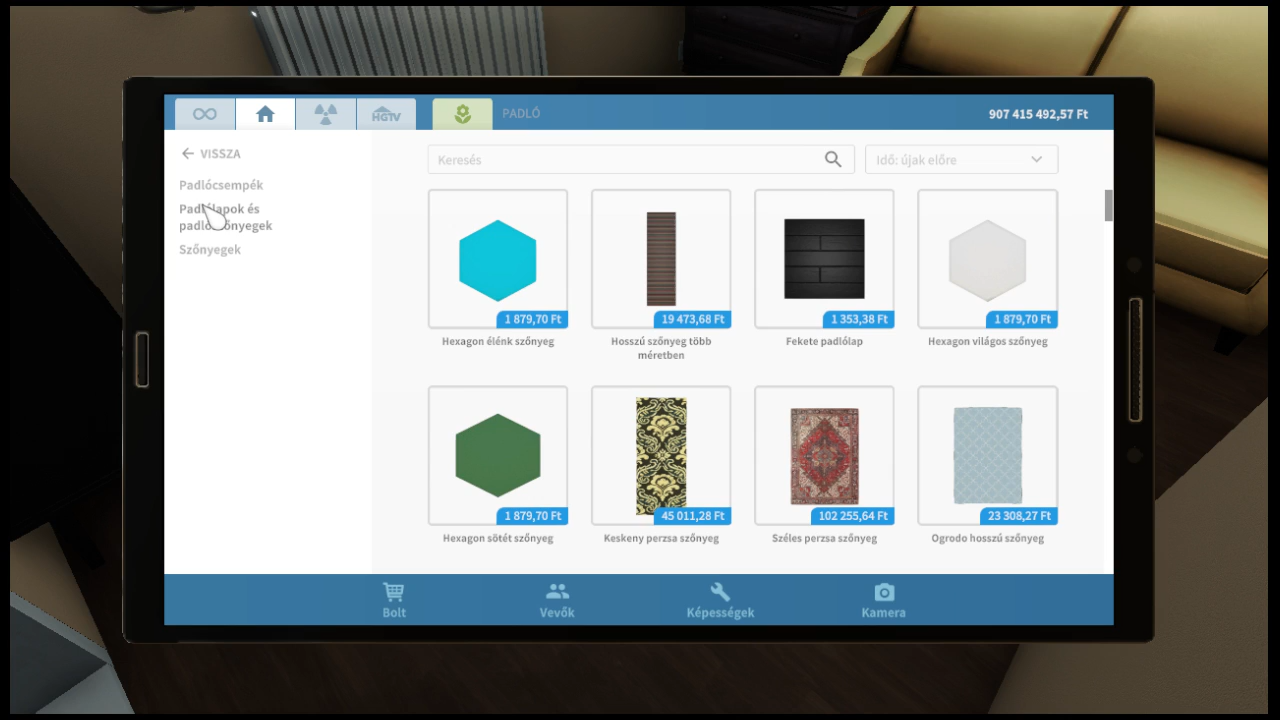 HGTV
PADLÓ
907 415 492,57 Ft
VISSZA
Padlócsempék
Padlólapok és
padlószőnyegek
Szőnyegek
Keresés
Idő: újak előre
1 879,70 Ft
19 473,68 Ft
1 353,38 Ft
1 879,70 Ft
Hexagon élénk szőnyeg
Hosszú szőnyeg több
méretben
Fekete padlólap
Hexagon világos szőnyeg
1 879,70 Ft
45 011,28 Ft
102 255,64 Ft
23 308,27 Ft
Hexagon sötét szőnyeg
Keskeny perzsa szőnyeg
Széles perzsa szőnyeg
Ogrodo hosszú szőnyeg
Bolt
Vevők
Képességek
Kamera